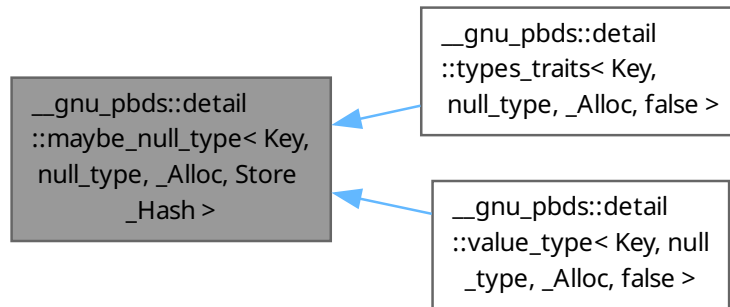 __gnu_pbds::detail
::maybe_null_type< Key,
null_type, _Alloc, Store
_Hash >
__gnu_pbds::detail
::types_traits< Key,
null_type, _Alloc, false >
__gnu_pbds::detail
::value_type< Key, null
_type, _Alloc, false >